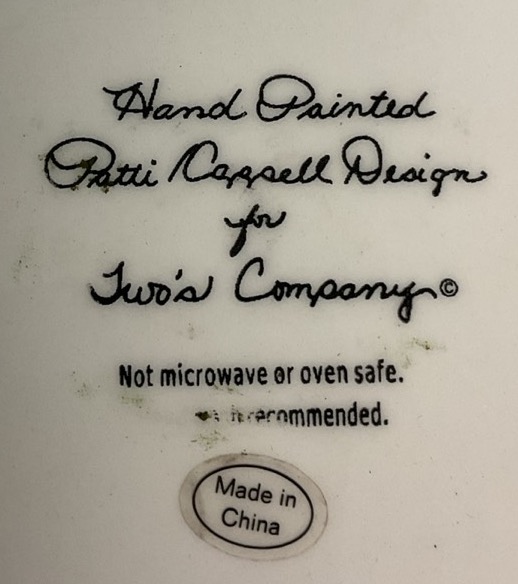 Hand Painted
Patti Cappell Design
for
Two's Company©
Not microwave or oven safe.
recommended.
Made in
China